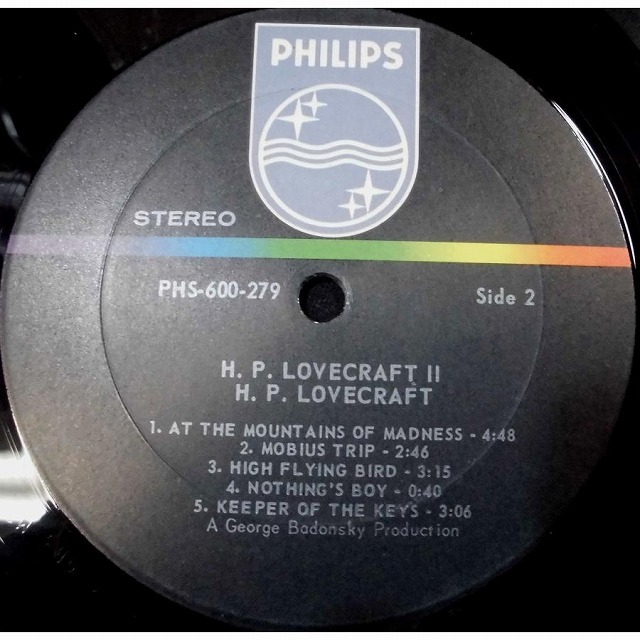 PHILIPS
STEREO
PHS-600-279
Side 2
H. P. LOVECRAFT II
H. P. LOVECRAFT
1. AT THE MOUNTAINS OF MADNESS - 4:48
2. MOBIUS TRIP - 2:46
3. HIGH FLYING BIRD - 3:15
4. NOTHING'S BOY - 0:40
5. KEEPER OF THE KEYS - 3:06
A George Badonsky Production